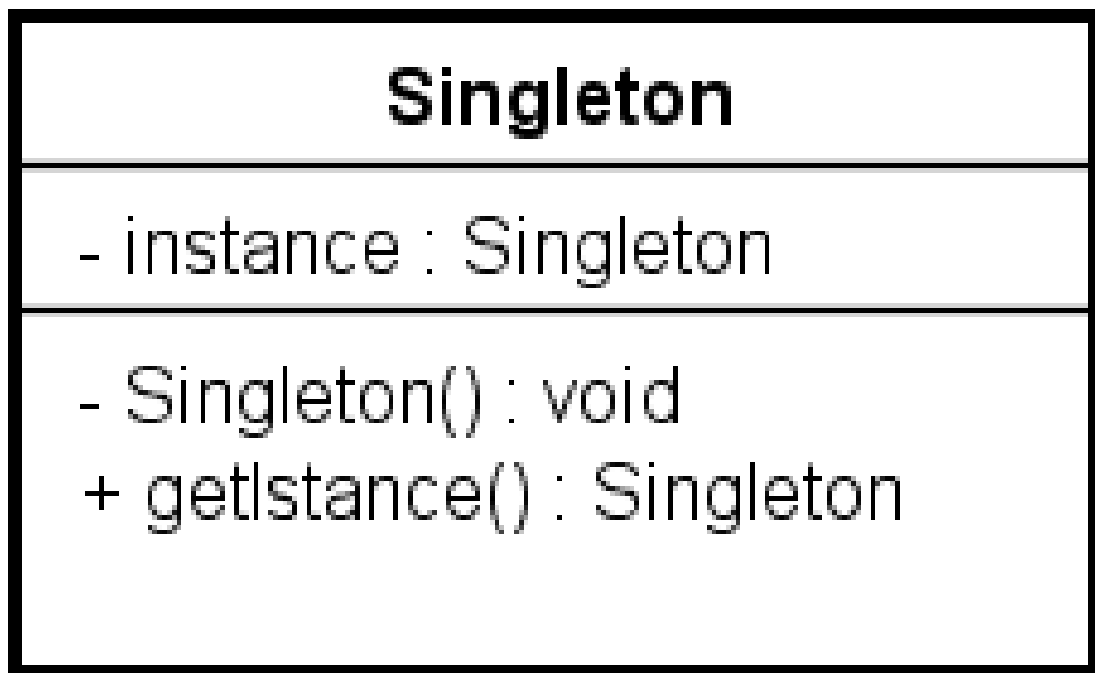 Singleton
- instance : Singleton
- Singleton() : void
+ getIstance() : Singleton